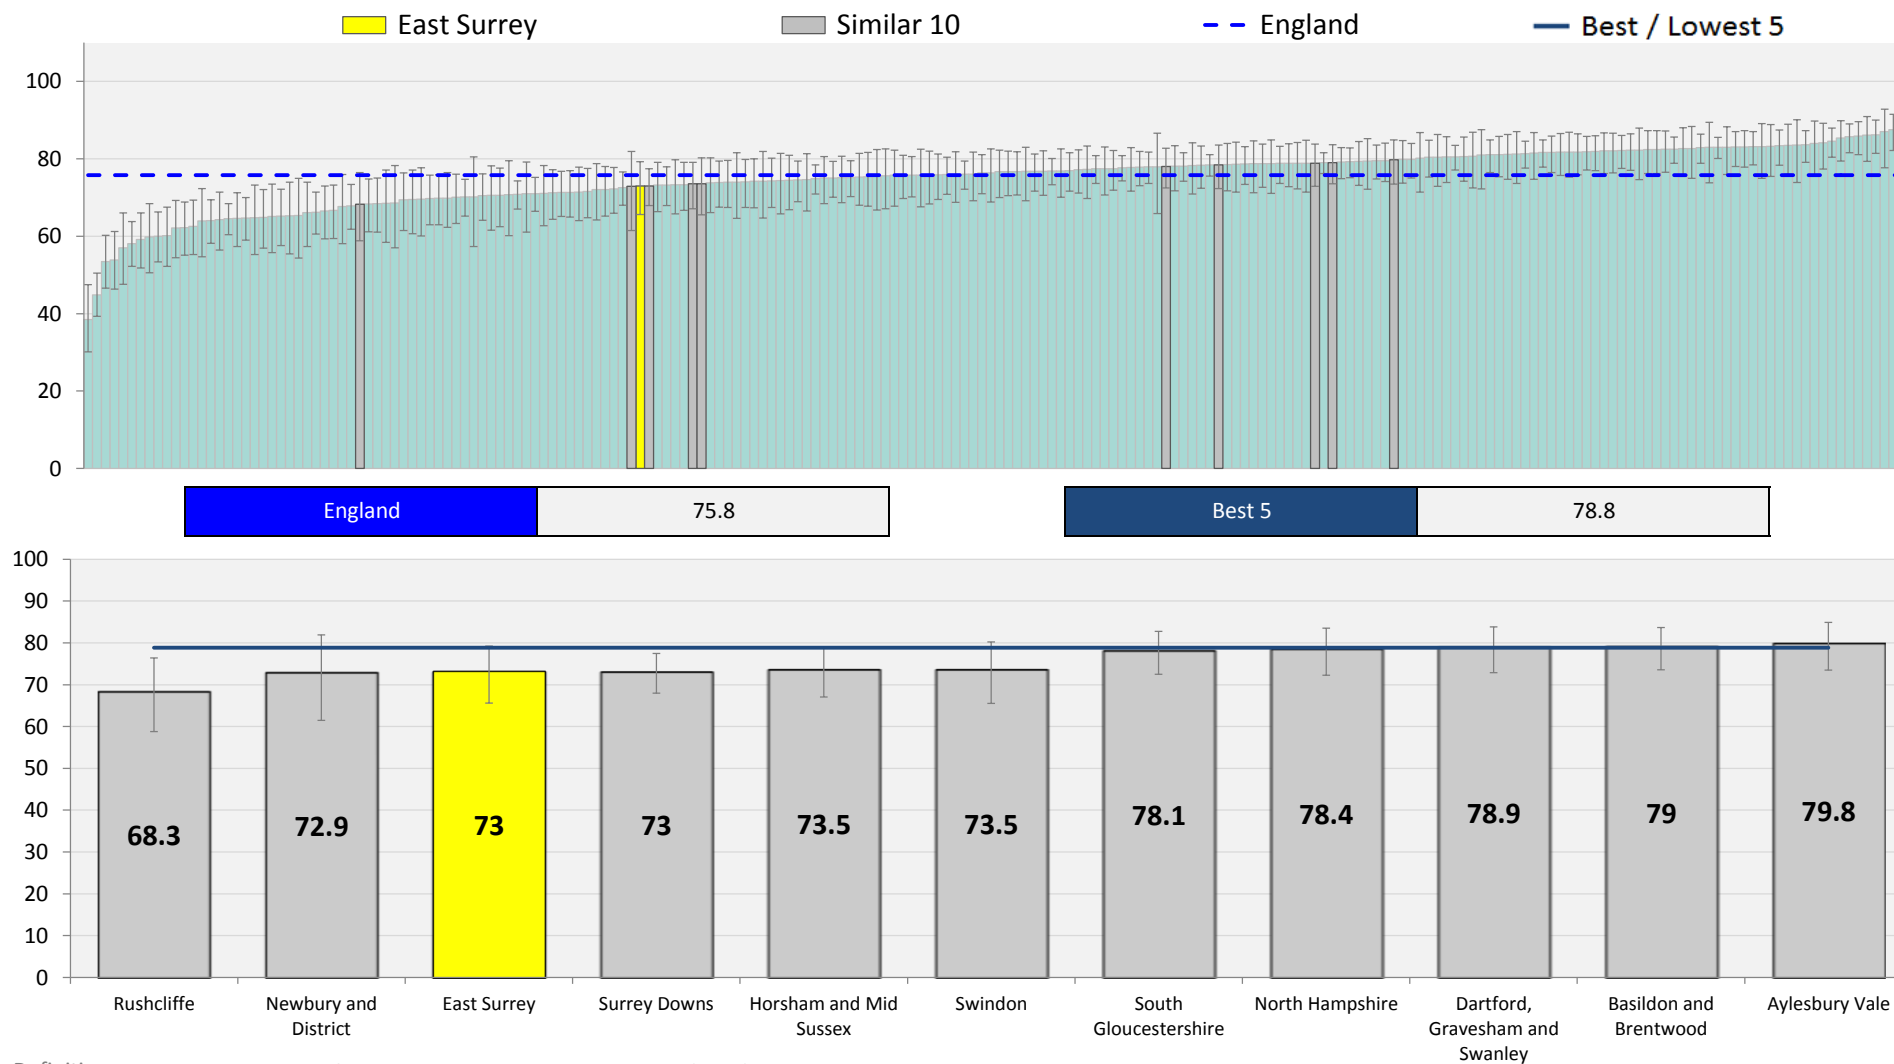 East Surrey Similar 10 England Best / Lowest 5
100
80
60
40
20
0
England 75.8 Best 5 78.8
100
90
80
70
60
50
40
30
20
10
0
68.3 72.9 73 73 73.5 73.5 78.1 78.4 78.9 79 79.8
Rushcliffe
Newbury and
District
East Surrey
Surrey Downs
Horsham and Mid
Sussex
Swindon
South
Gloucestershire
North Hampshire
Dartford,
Gravesham and
Swanley
Basildon and
Brentwood
Aylesbury Vale